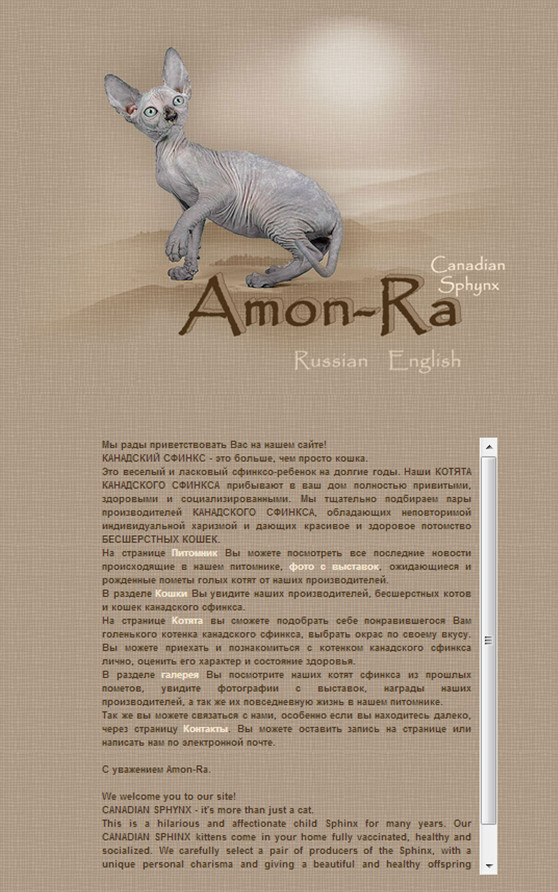 Canadian
Sphynx
Amon-Ra
Russian English
Мы рады приветствовать Вас на нашем сайте!
КАНАДСКИЙ СФИНКС - это больше, чем просто кошка.
Это веселый и ласковый сфинксо-ребенок на долгие годы. Наши КОТЯТА
КАНАДСКОГО СФИНКСА прибывают в ваш дом полностью привитыми,
здоровыми и социализированными. Мы тщательно подбираем пары
производителей КАНАДСКОГО СФИНКСА, обладающих неповторимой
индивидуальной харизмой и дающих красивое и здоровое потомство
БЕСШЕРСТНЫХ КОШЕК.
На странице Питомник Вы можете посмотреть все последние новости
происходящие в нашем питомнике, фото с выставок, ожидающиеся и
рожденные пометы голых котят от наших производителей.
В разделе Кошки Вы увидите наших производителей, бесшерстных котов
и кошек канадского сфинкса.
На странице Котята вы сможете подобрать себе понравившегося Вам
голенького котенка канадского сфинкса, выбрать окрас по своему вкусу.
Вы можете приехать и познакомиться с котенком канадского сфинкса
лично, оценить его характер и состояние здоровья.
В разделе галерея Вы посмотрите наших котят сфинкса из прошлых
пометов, увидите фотографии с выставок, награды наших
производителей, а так же их повседневную жизнь в нашем питомнике.
Так же вы можете связаться с нами, особенно если вы находитесь далеко,
через страницу Контакты. Вы можете оставить запись на странице или
написать нам по электронной почте.
С уважением Amon-Ra.
We welcome you to our site!
CANADIAN SPHYNX - it's more than just a cat.
This is a hilarious and affectionate child Sphinx for many years. Our
CANADIAN SPHINX kittens come in your home fully vaccinated, healthy and
socialized. We carefully select a pair of producers of the Sphinx, with a
unique personal charisma and giving a beautiful and healthy offspring